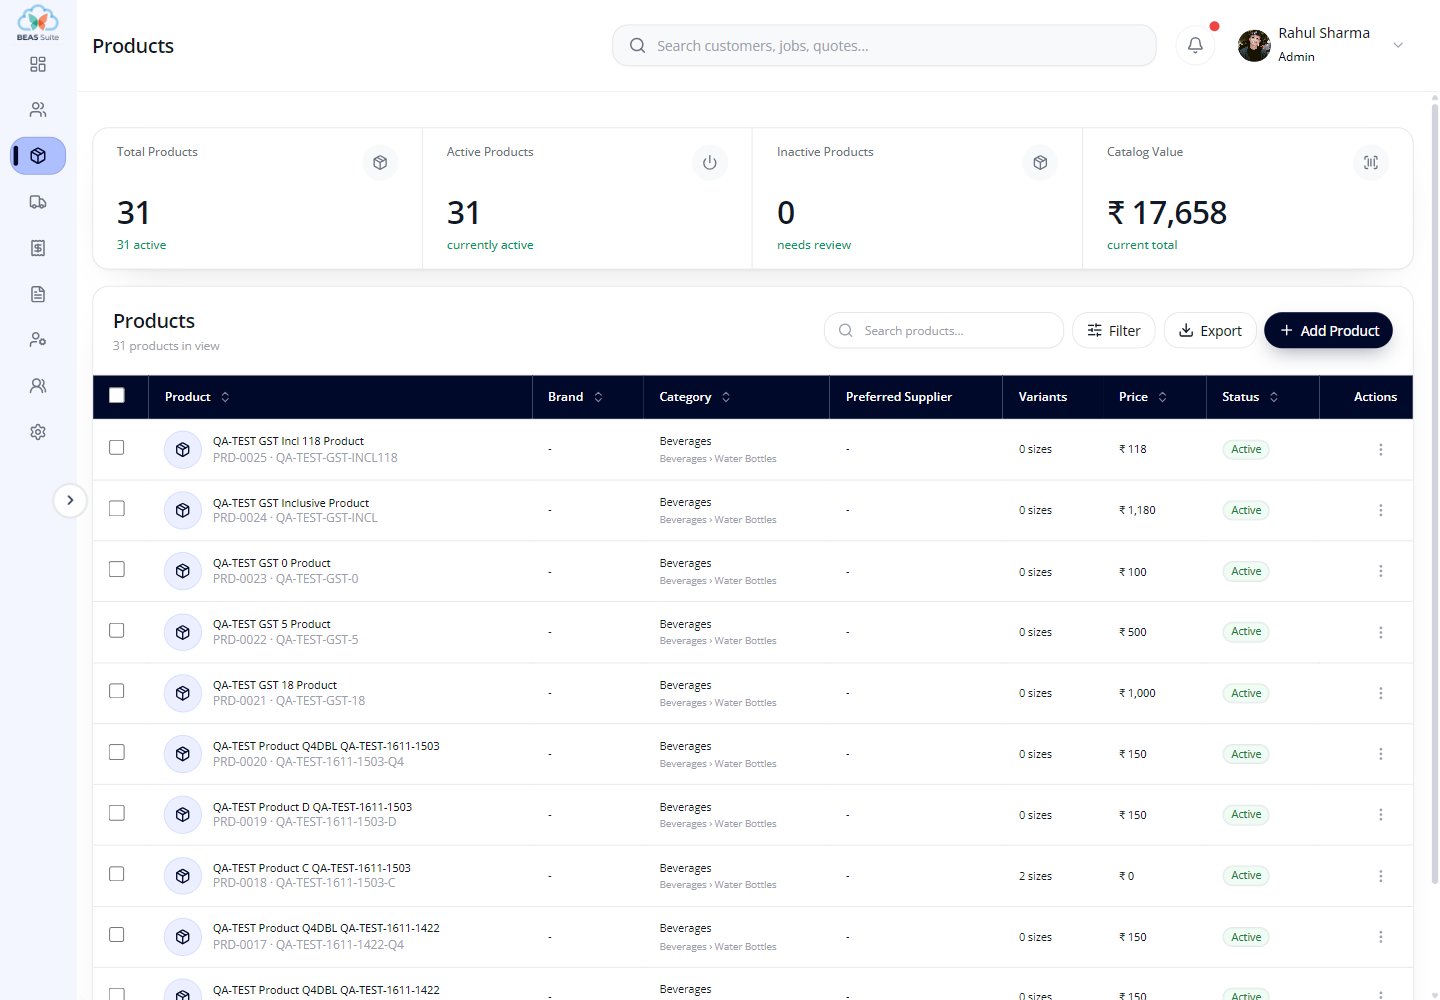 BEAS Suite
Products
Search customers, jobs, quotes...
Rahul Sharma
Admin
Total Products
31
31 active
Active Products
31
currently active
Inactive Products
0
needs review
Catalog Value
₹ 17,658
current total
Products
31 products in view
Search products...
Filter
Export
Add Product
Product Brand Category Preferred Supplier Variants Price Status Actions
QA-TEST GST Incl 118 Product
PRD-0025 · QA-TEST-GST-INCL118
-
Beverages
Beverages › Water Bottles
-
0 sizes
₹ 118
Active
QA-TEST GST Inclusive Product
PRD-0024 · QA-TEST-GST-INCL
-
Beverages
Beverages › Water Bottles
-
0 sizes
₹ 1,180
Active
QA-TEST GST 0 Product
PRD-0023 · QA-TEST-GST-0
-
Beverages
Beverages › Water Bottles
-
0 sizes
₹ 100
Active
QA-TEST GST 5 Product
PRD-0022 · QA-TEST-GST-5
-
Beverages
Beverages › Water Bottles
-
0 sizes
₹ 500
Active
QA-TEST GST 18 Product
PRD-0021 · QA-TEST-GST-18
-
Beverages
Beverages › Water Bottles
-
0 sizes
₹ 1,000
Active
QA-TEST Product Q4DBL QA-TEST-1611-1503
PRD-0020 · QA-TEST-1611-1503-Q4
-
Beverages
Beverages › Water Bottles
-
0 sizes
₹ 150
Active
QA-TEST Product D QA-TEST-1611-1503
PRD-0019 · QA-TEST-1611-1503-D
-
Beverages
Beverages › Water Bottles
-
0 sizes
₹ 150
Active
QA-TEST Product C QA-TEST-1611-1503
PRD-0018 · QA-TEST-1611-1503-C
-
Beverages
Beverages › Water Bottles
-
2 sizes
₹ 0
Active
QA-TEST Product Q4DBL QA-TEST-1611-1422
PRD-0017 · QA-TEST-1611-1422-Q4
-
Beverages
Beverages › Water Bottles
-
0 sizes
₹ 150
Active
QA-TEST Product Q4DBL QA-TEST-1611-1422
-
Beverages
-
0 sizes
₹ 150
Active